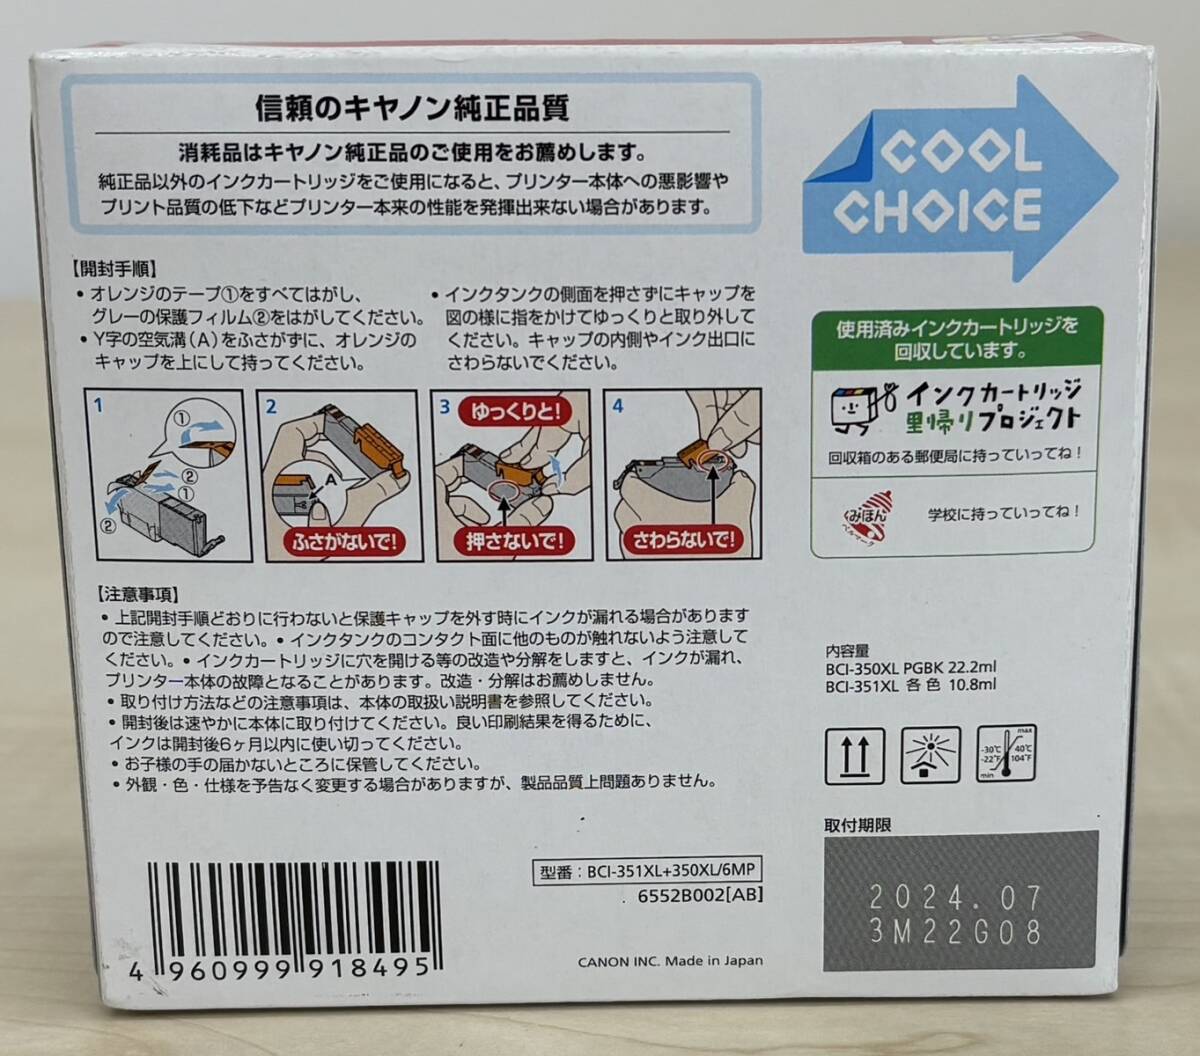 信頼のキヤノン純正品質
消耗品はキヤノン純正品のご使用をお薦めします。
純正品以外のインクカートリッジをご使用になると、プリンター本体への悪影響や
プリント品質の低下などプリンター本来の性能を発揮出来ない場合があります。
COOL
CHOICE
【開封手順】
• オレンジのテープ①をすべてはがし、
グレーの保護フィルム②をはがしてください。
• Y字の空気溝(A)をふさがずに、オレンジの
キャップを上にして持ってください。
• インクタンクの側面を押さずにキャップを
図の様に指をかけてゆっくりと取り外して
ください。キャップの内側やインク出口に
さわらないでください。
1
①
②
①
②
2
A
ふさがないで!
3
ゆっくりと!
押さないで!
4
さわらないで!
使用済みインクカートリッジを
回収しています。
インクカートリッジ
里帰りプロジェクト
回収箱のある郵便局に持っていってね!
くみほん
ベルマーク
学校に持っていってね!
【注意事項】
• 上記開封手順どおりに行わないと保護キャップを外す時にインクが漏れる場合があります
ので注意してください。• インクタンクのコンタクト面に他のものが触れないよう注意して
ください。• インクカートリッジに穴を開ける等の改造や分解をしますと、インクが漏れ、
プリンター本体の故障となることがあります。改造・分解はお薦めしません。
• 取り付け方法などの注意事項は、本体の取扱い説明書を参照してください。
• 開封後は速やかに本体に取り付けてください。良い印刷結果を得るために、
インクは開封後6ヶ月以内に使い切ってください。
• お子様の手の届かないところに保管してください。
• 外観・色・仕様を予告なく変更する場合がありますが、製品品質上問題ありません。
内容量
BCI-350XL PGBK 22.2ml
BCI-351XL 各色 10.8ml
max
-30℃ 40℃
-22°F 104°F
min
取付期限
2024.07
3M22G08
型番：BCI-351XL+350XL/6MP
6552B002[AB]
4 960999 918495
CANON INC. Made in Japan